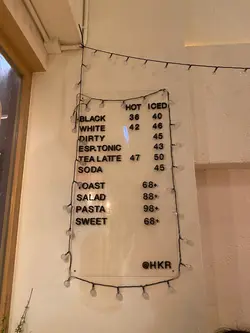 HOT ICED
BLACK 36 40
WHITE 42 46
DIRTY 45
ESP.TONIC 43
TEA LATTE 47 50
SODA 45
TOAST 68+
SALAD 88+
PASTA 98+
SWEET 68+
@HKR